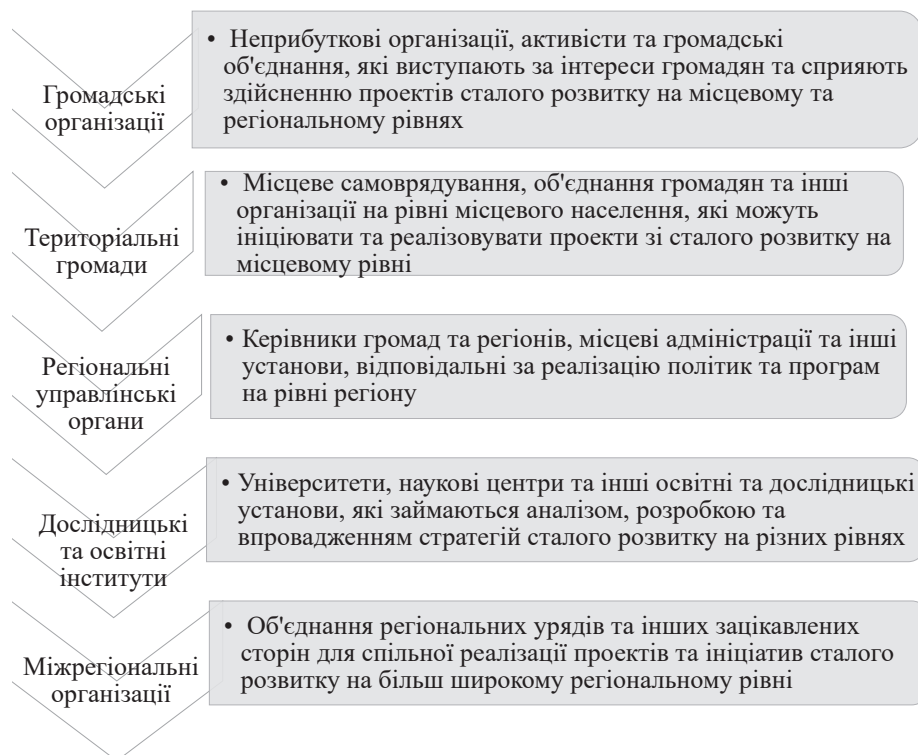 Громадські
організації
• Неприбуткові організації, активісти та громадські
об'єднання, які виступають за інтереси громадян та сприяють
здійсненню проектів сталого розвитку на місцевому та
регіональному рівнях
Територіальні
громади
• Місцеве самоврядування, об'єднання громадян та інші
організації на рівні місцевого населення, які можуть
ініціювати та реалізовувати проекти зі сталого розвитку на
місцевому рівні
Регіональні
управлінські
органи
• Керівники громад та регіонів, місцеві адміністрації та інші
установи, відповідальні за реалізацію політик та програм
на рівні регіону
Дослідницькі
та освітні
інститути
• Університети, наукові центри та інші освітні та дослідницькі
установи, які займаються аналізом, розробкою та
впровадженням стратегій сталого розвитку на різних рівнях
Міжрегіональні
організації
• Об'єднання регіональних урядів та інших зацікавлених
сторін для спільної реалізації проектів та ініціатив сталого
розвитку на більш широкому регіональному рівні